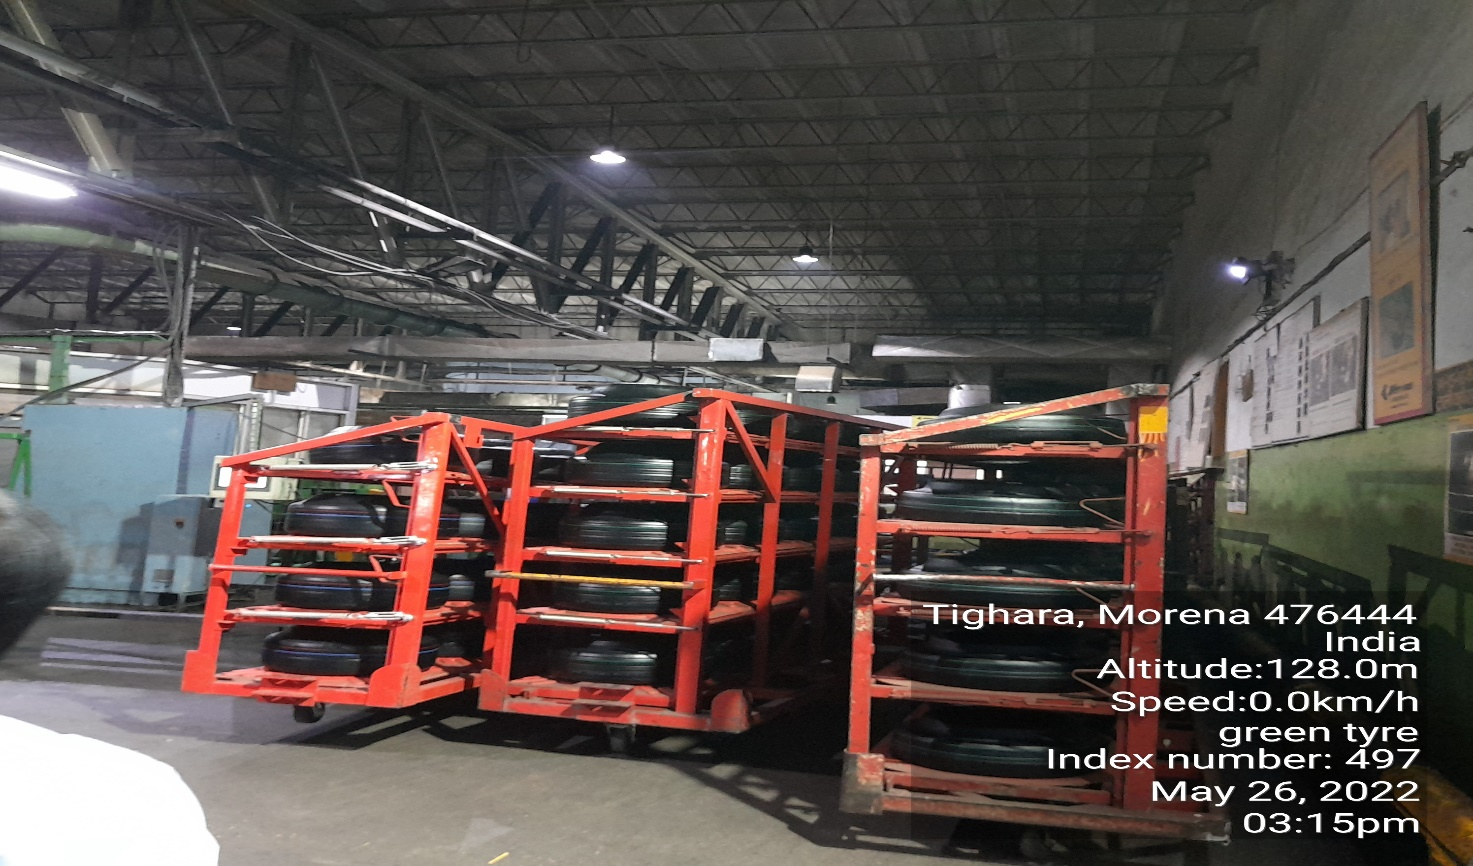 Tighara, Morena 476444
India
Altitude:128.0m
Speed:0.0km/h
green tyre
Index number: 497
May 26, 2022
03:15pm